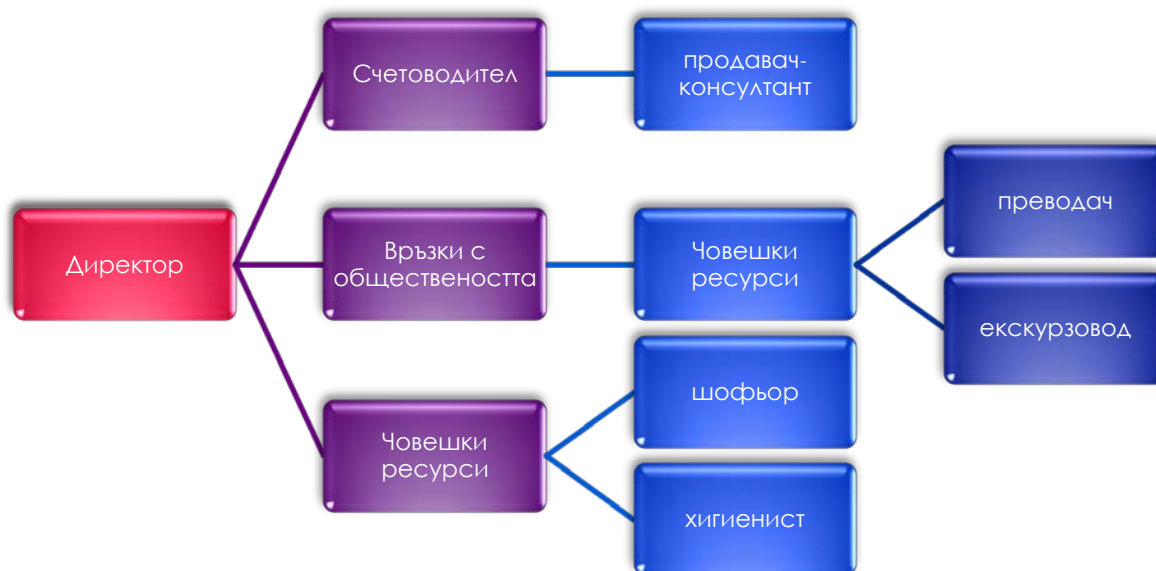 Счетоводител
продавач-
консултант
преводач
Директор
Връзки с
обществеността
Човешки
ресурси
екскурзовод
шофьор
Човешки
ресурси
хигиенист